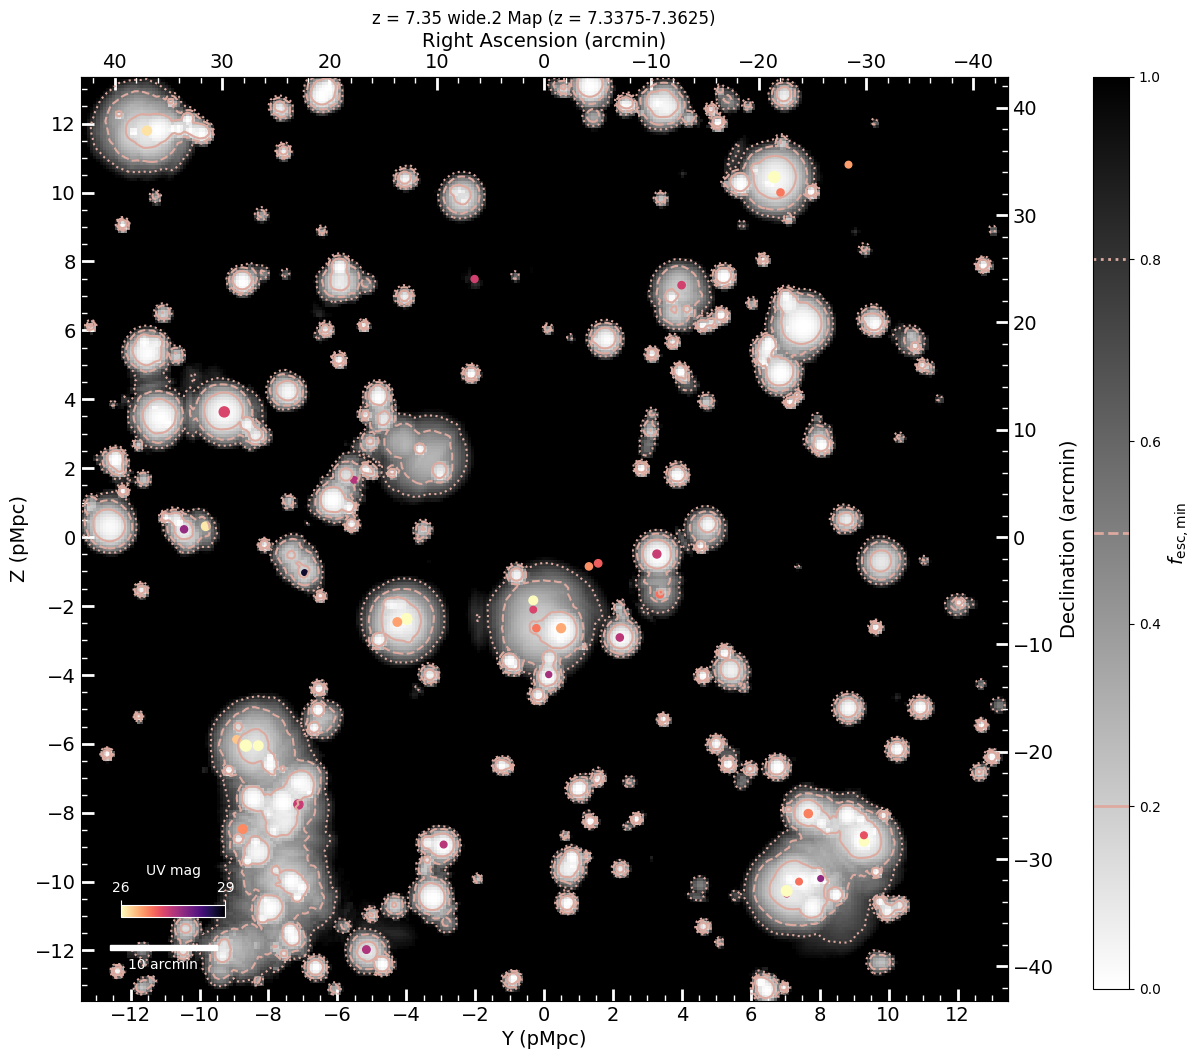 z = 7.35 wide.2 Map (z = 7.3375-7.3625)
Right Ascension (arcmin)
40 30 20 10 0 −10 −20 −30 −40
12 10 8 6 4 2 0 −2 −4 −6 −8 −10 −12
Z (pMpc)
−12 −10 −8 −6 −4 −2 0 2 4 6 8 10 12
Y (pMpc)
40 30 20 10 0 −10 −20 −30 −40
Declination (arcmin)
UV mag
26 29
10 arcmin
1.0 0.8 0.6 0.4 0.2 0.0
fesc, min